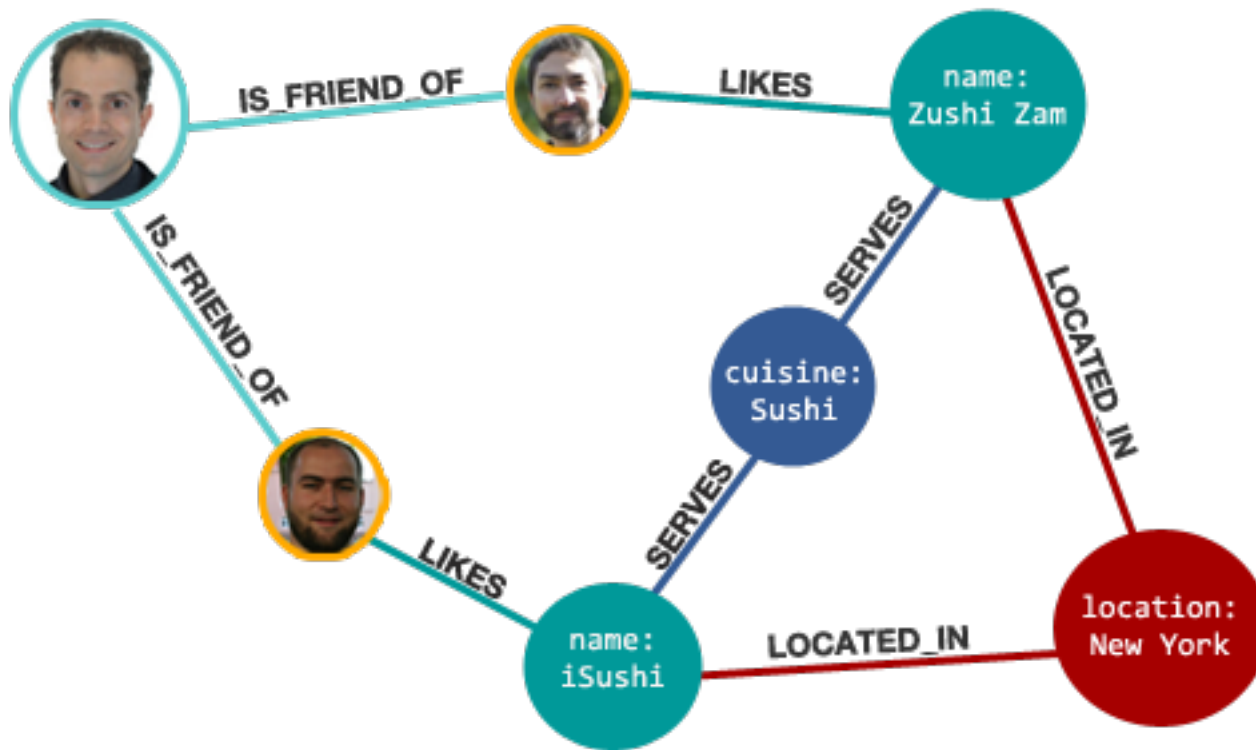 IS_FRIEND_OF
LIKES
name:
Zushi Zam
IS_FRIEND_OF
SERVES
LOCATED_IN
cuisine:
Sushi
SERVES
LIKES
name:
iSushi
LOCATED_IN
location:
New York